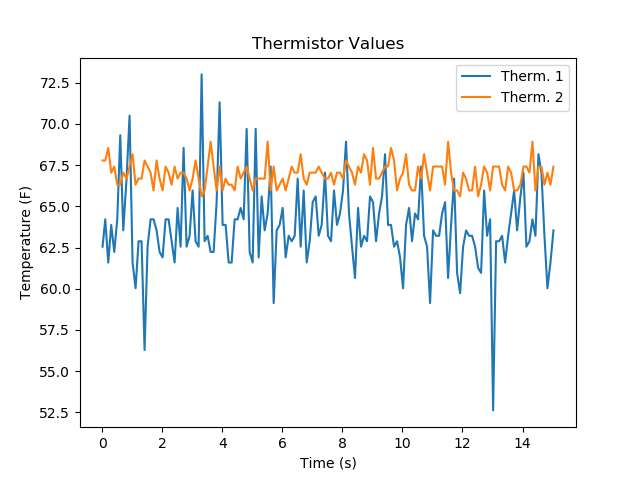 Thermistor Values
Therm. 1
Therm. 2
72.5
70.0
67.5
65.0
62.5
60.0
57.5
55.0
52.5
Temperature (F)
0 2 4 6 8 10 12 14
Time (s)